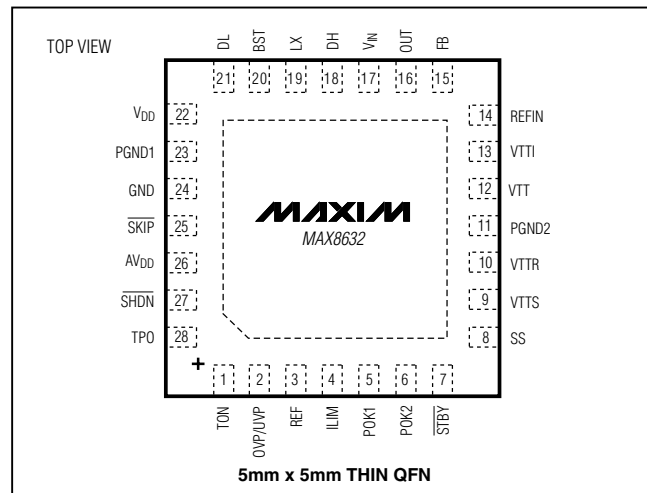 TOP VIEW
DL BST LX DH VIN OUT FB
21 20 19 18 17 16 15
VDD 22
PGND1 23
GND 24
SKIP 25
AVDD 26
SHDN 27
TP0 28
14 REFIN
13 VTTI
12 VTT
11 PGND2
10 VTTR
9 VTTS
8 SS
MAXIM
MAX8632
+
1 2 3 4 5 6 7
TON OVP/UVP REF ILIM POK1 POK2 STBY
5mm x 5mm THIN QFN